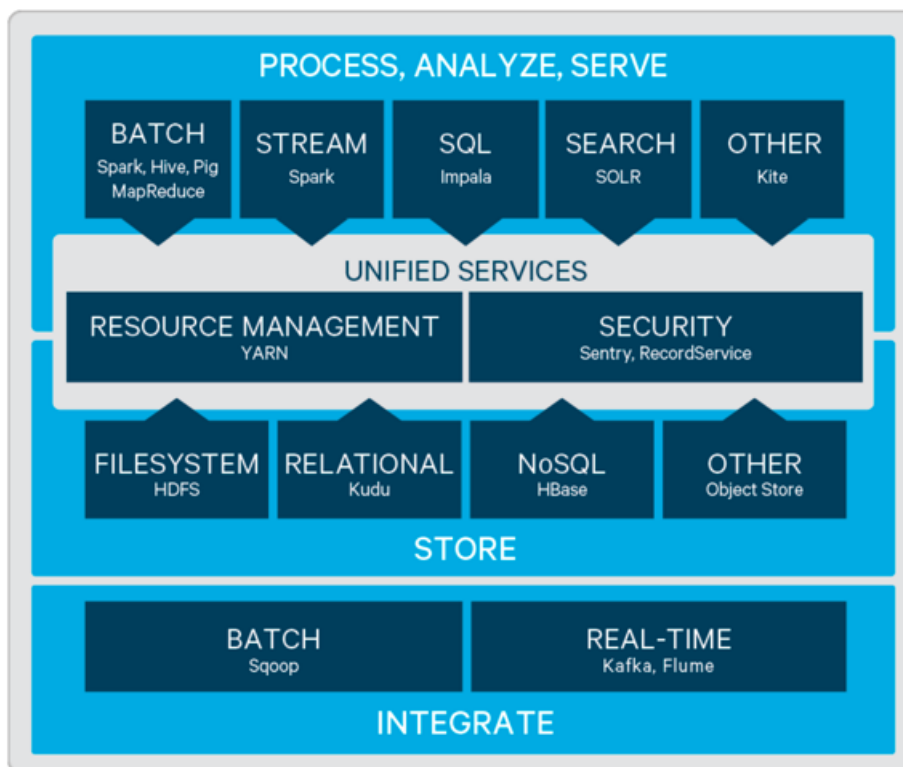 PROCESS, ANALYZE, SERVE
BATCH
Spark, Hive, Pig
MapReduce
STREAM
Spark
SQL
Impala
SEARCH
SOLR
OTHER
Kite
UNIFIED SERVICES
RESOURCE MANAGEMENT
YARN
SECURITY
Sentry, RecordService
FILESYSTEM
HDFS
RELATIONAL
Kudu
NoSQL
HBase
OTHER
Object Store
STORE
BATCH
Sqoop
REAL-TIME
Kafka, Flume
INTEGRATE